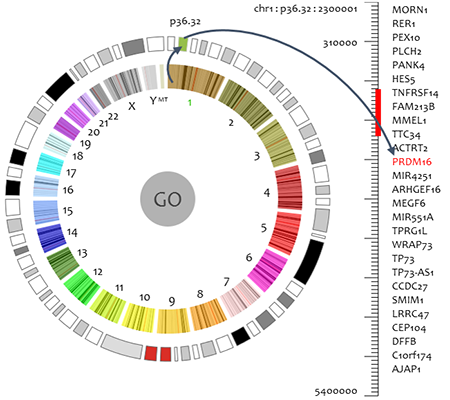 p36.32
chr1 : p36.32 : 2300001
310000
5400000
MORN1
RER1
PEX10
PLCH2
PANK4
HES5
TNFRSF14
FAM213B
MMEL1
TTC34
ACTRT2
PRDM16
MIR4251
ARHGEF16
MEGF6
MIR551A
TPRG1L
WRAP73
TP73
TP73-AS1
CCDC27
SMIM1
LRRC47
CEP104
DFFB
C1orf174
AJAP1
GO
1
2
3
4
5
6
7
8
9
10
11
12
13
14
15
16
17
18
19
20
21
22
X
Y MT